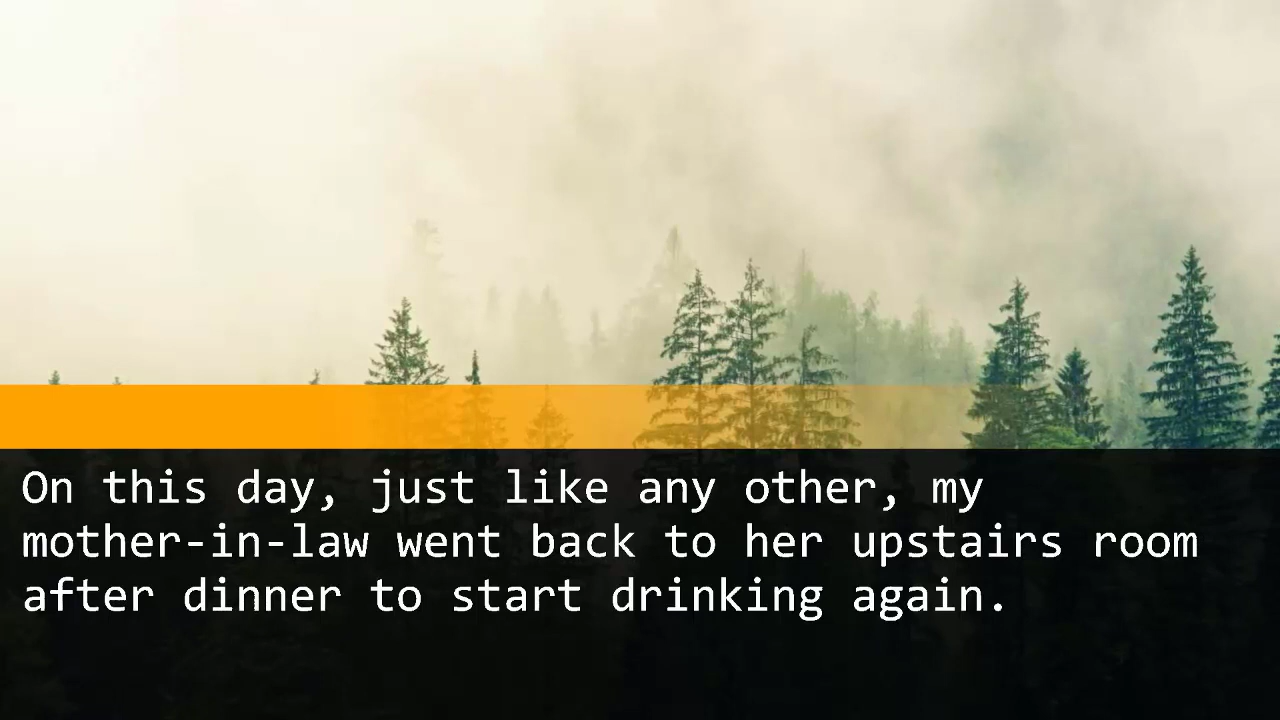 On this day, just like any other, my
mother-in-law went back to her upstairs room
after dinner to start drinking again.